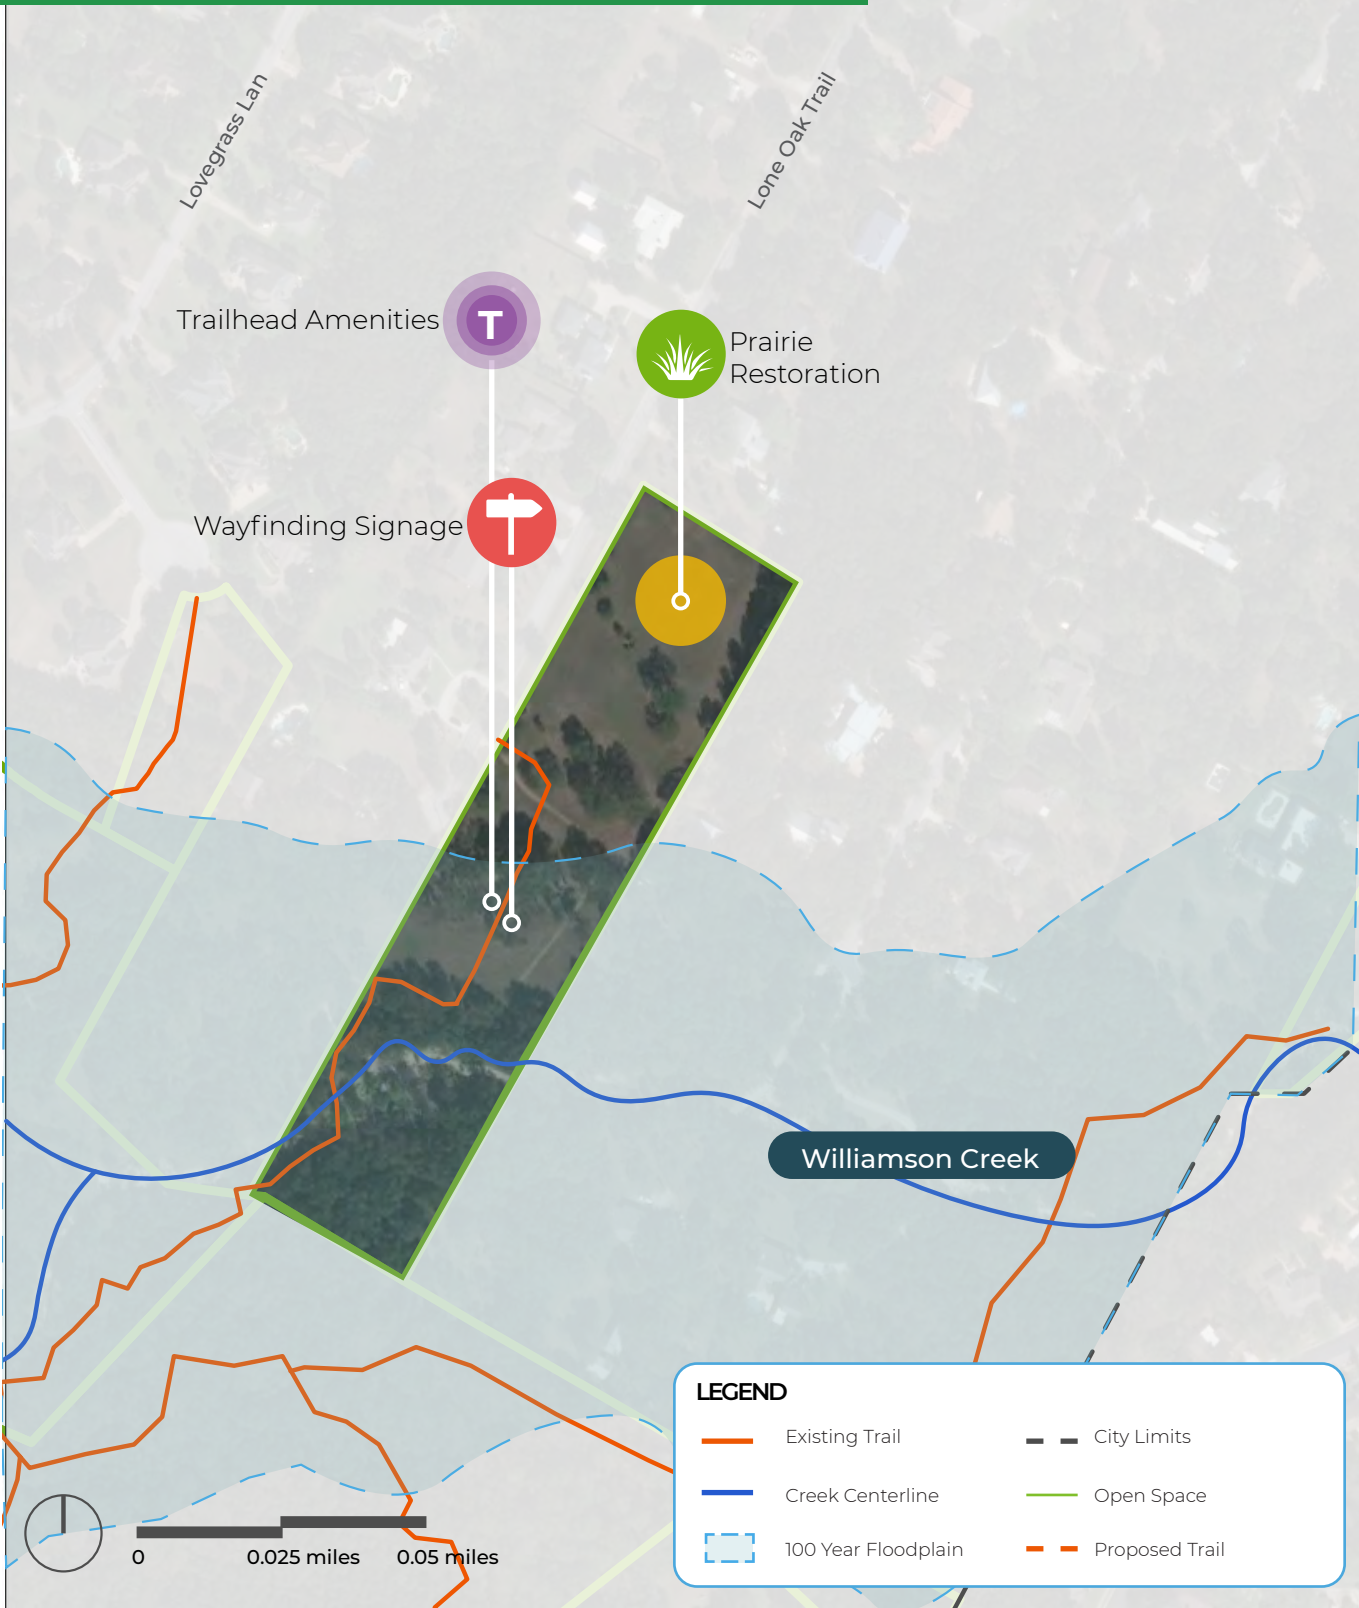 Lovegrass Lan
Lone Oak Trail
Trailhead Amenities
T
Prairie
Restoration
Wayfinding Signage
Williamson Creek
LEGEND
Existing Trail
City Limits
Creek Centerline
Open Space
100 Year Floodplain
Proposed Trail
0
0.025 miles
0.05 miles